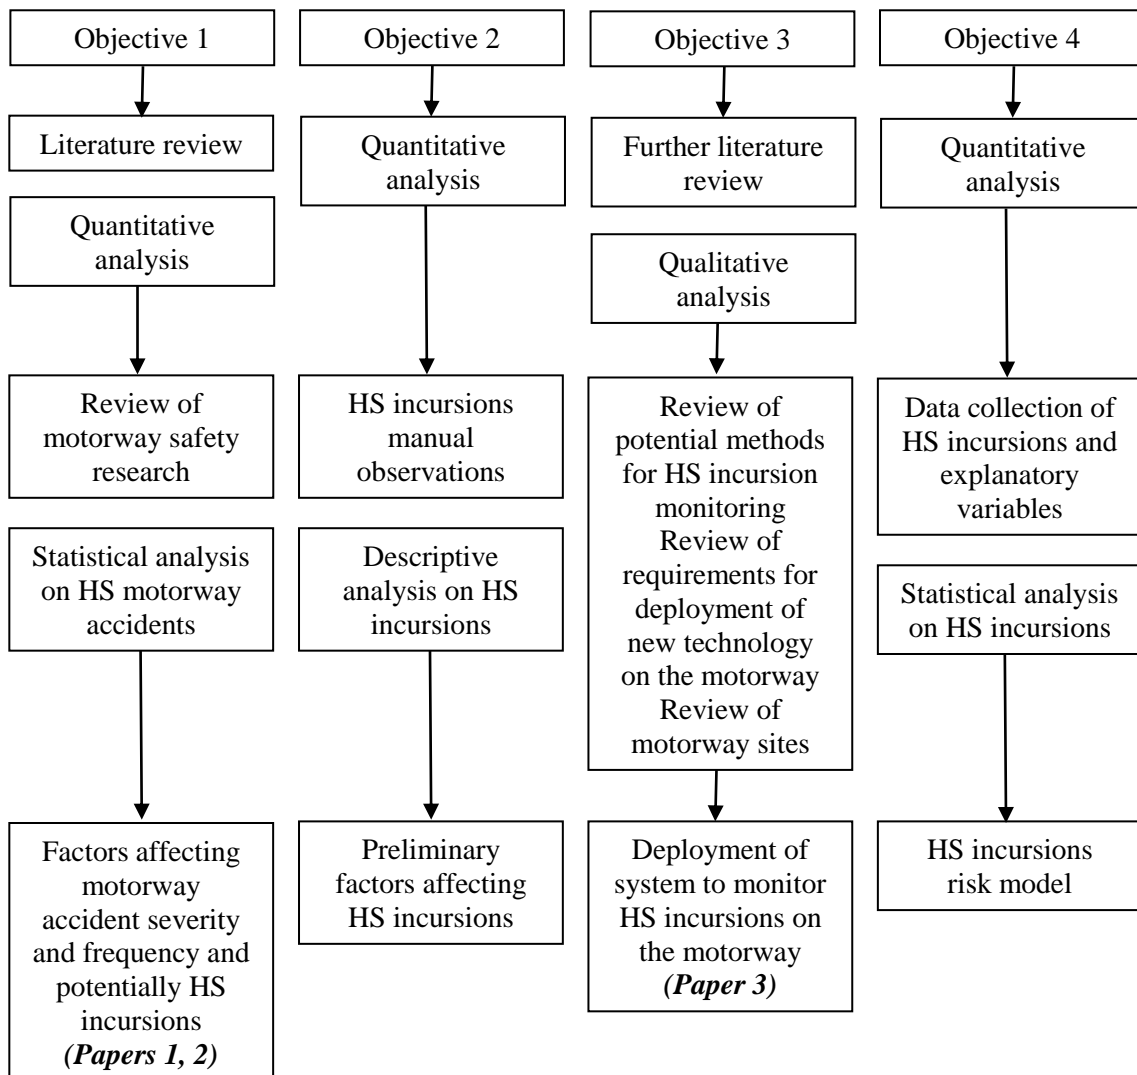 Objective 1
Literature review
Quantitative
analysis
Review of
motorway safety
research
Statistical analysis
on HS motorway
accidents
Factors affecting
motorway
accident severity
and frequency and
potentially HS
incursions
(Papers 1, 2)
Objective 2
Quantitative
analysis
HS incursions
manual
observations
Descriptive
analysis on HS
incursions
Preliminary
factors affecting
HS incursions
Objective 3
Further literature
review
Qualitative
analysis
Review of
potential methods
for HS incursion
monitoring
Review of
requirements for
deployment of
new technology
on the motorway
Review of
motorway sites
Deployment of
system to monitor
HS incursions on
the motorway
(Paper 3)
Objective 4
Quantitative
analysis
Data collection of
HS incursions and
explanatory
variables
Statistical analysis
on HS incursions
HS incursions
risk model